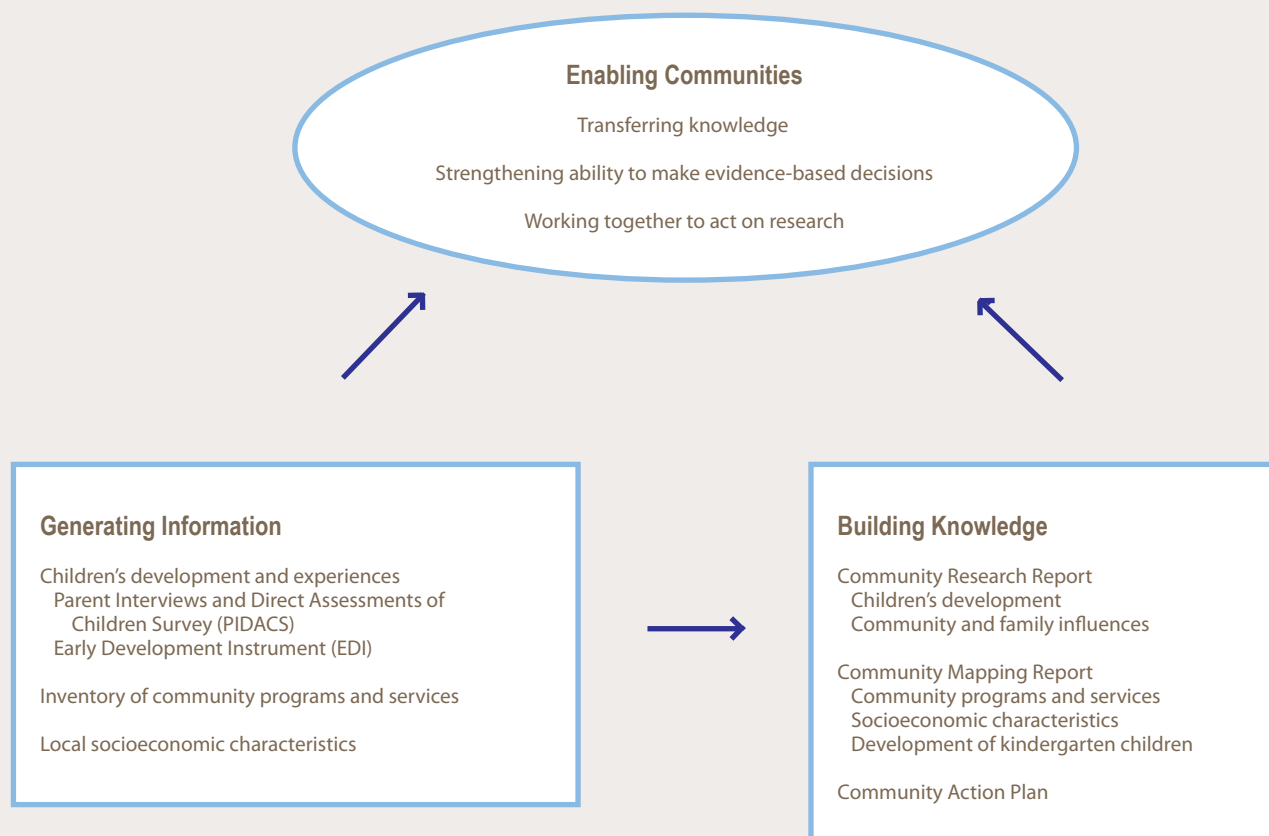 Enabling Communities
Transferring knowledge
Strengthening ability to make evidence-based decisions
Working together to act on research
Generating Information
Children’s development and experiences
Parent Interviews and Direct Assessments of
Children Survey (PIDACS)
Early Development Instrument (EDI)
Inventory of community programs and services
Local socioeconomic characteristics
Building Knowledge
Community Research Report
Children’s development
Community and family influences
Community Mapping Report
Community programs and services
Socioeconomic characteristics
Development of kindergarten children
Community Action Plan